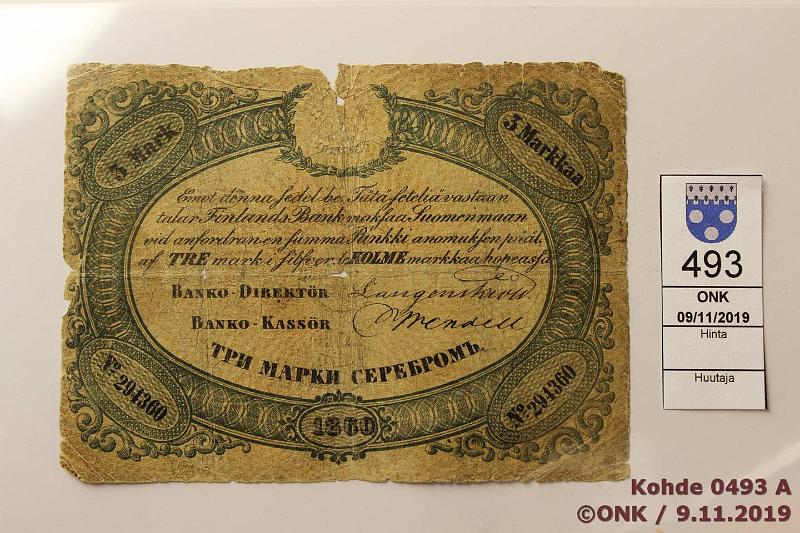 3 Mark
3 Markkaa
Emot denna sedel be- Tätä seteliä vastaan
talar Finlands Bank maksaa Suomenmaan
vid anfordran en summa Pankki anomuksen pääl.
af TRE mark i silfver. le KOLME markkaa hopeassa
BANKO-DIREKTÖR Langenskiöld
BANKO-KASSÖR Wendell
ТРИ МАРКИ СЕРЕБРОМЪ
No. 294360
No. 294360
1860
493
ONK
09/11/2019
Hinta
Huutaja
Kohde 0493 A
©ONK / 9.11.2019